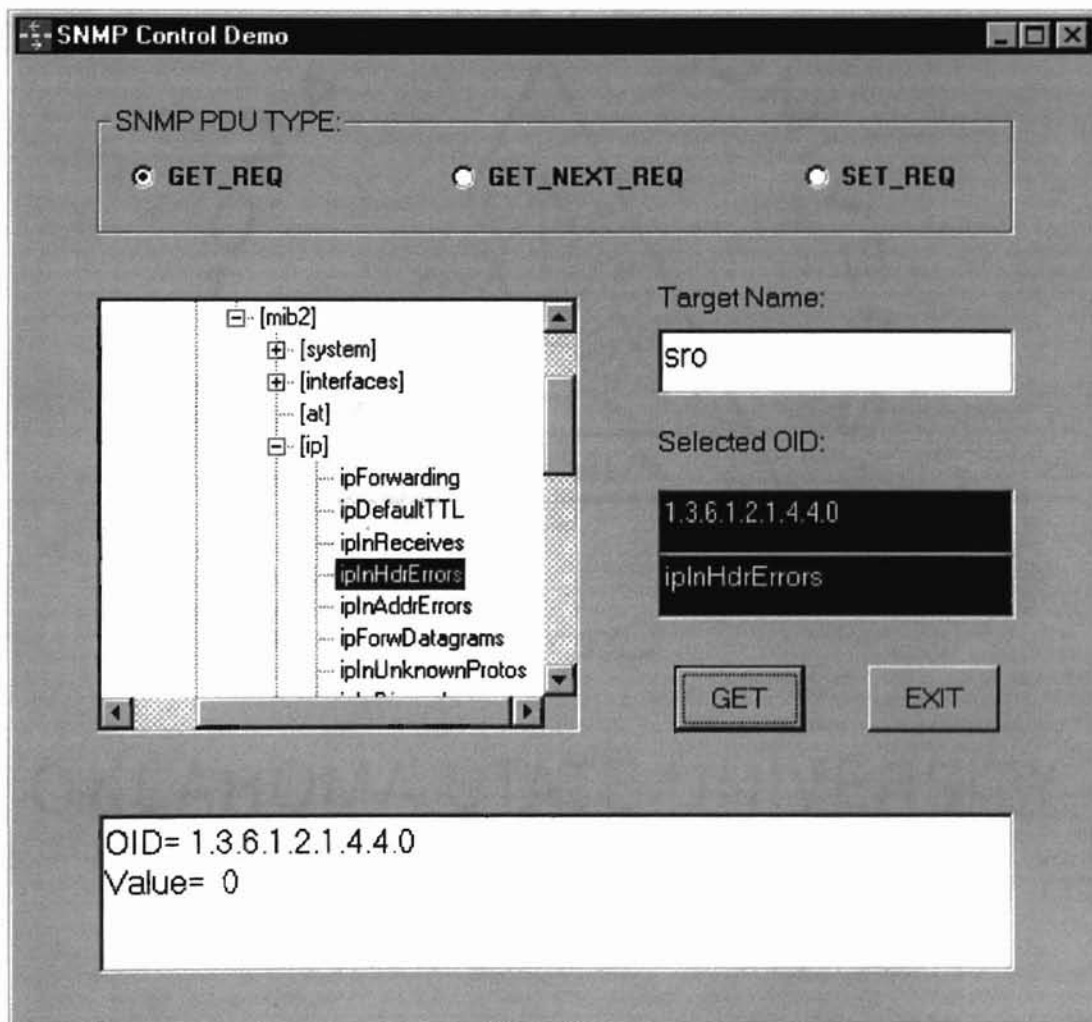 SNMP Control Demo
SNMP PDU TYPE:
GET_REQ GET_NEXT_REQ SET_REQ
[mib2]
[system]
[interfaces]
[at]
[ip]
ipForwarding
ipDefaultTTL
ipInReceives
ipInHdrErrors
ipInAddrErrors
ipForwDatagrams
ipInUnknownProtos
Target Name:
sro
Selected OID:
1.3.6.1.2.1.4.4.0
ipInHdrErrors
GET EXIT
OID= 1.3.6.1.2.1.4.4.0
Value= 0